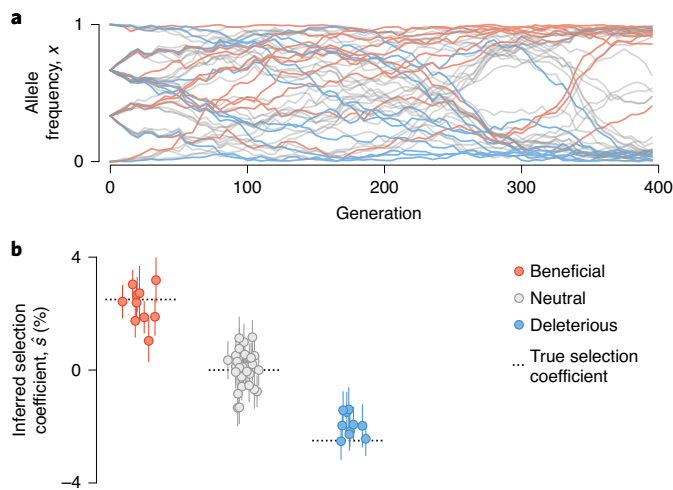 a
1
Allele
frequency, x
0
0 100 200 300 400
Generation
b
4
Inferred selection
coefficient, ŝ (%)
0
−4
Beneficial
Neutral
Deleterious
True selection
coefficient